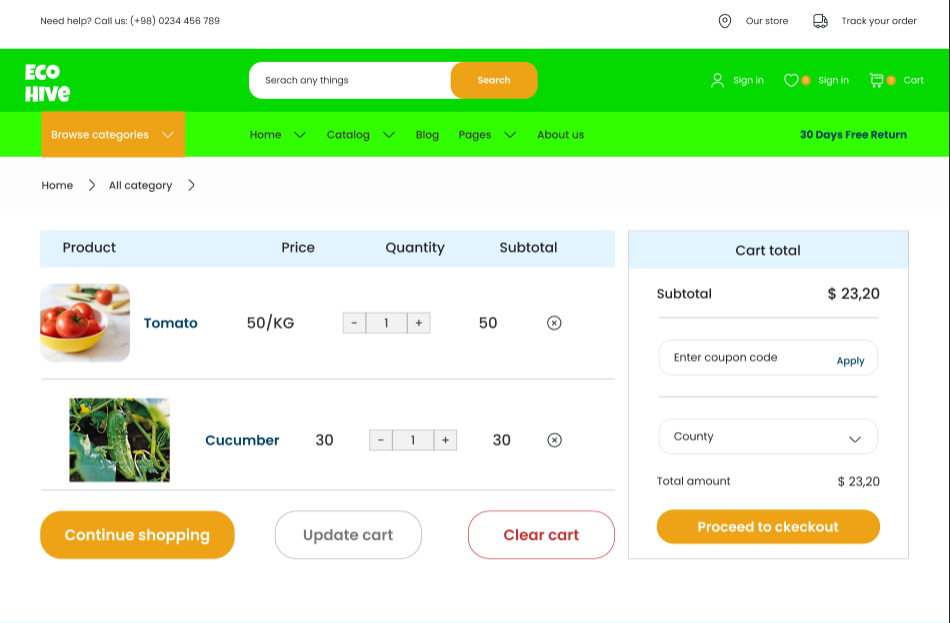 Need help? Call us: (+98) 0234 456 789
Our store
Track your order
ECO
HIVE
Serach any things
Search
Sign in
0
Sign in
0
Cart
Browse categories
Home
Catalog
Blog
Pages
About us
30 Days Free Return
Home
All category
Product
Price
Quantity
Subtotal
Tomato
50/KG
- 1 +
50
Cucumber
30
- 1 +
30
Continue shopping
Update cart
Clear cart
Cart total
Subtotal
$ 23,20
Enter coupon code
Apply
County
Total amount
$ 23,20
Proceed to ckeckout